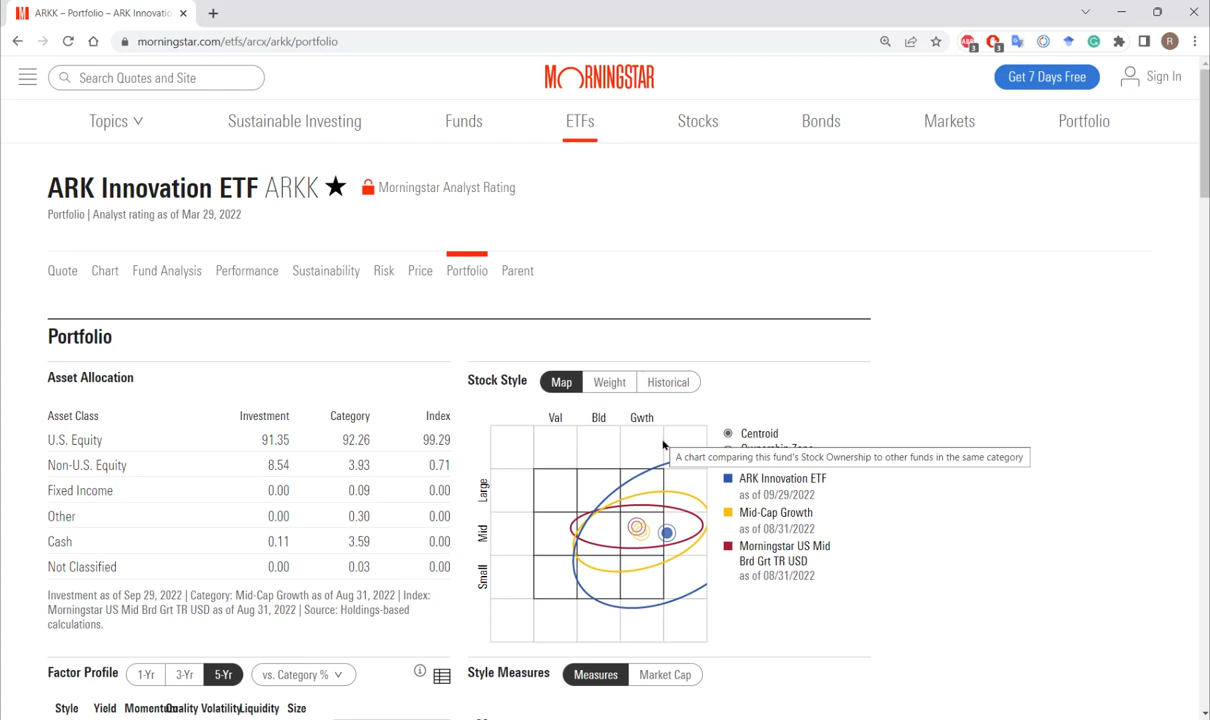 ARKK – Portfolio – ARK Innovatio
morningstar.com/etfs/arcx/arkk/portfolio
3
3
R
Search Quotes and Site
MORNINGSTAR
Get 7 Days Free
Sign In
Topics
Sustainable Investing
Funds
ETFs
Stocks
Bonds
Markets
Portfolio
ARK Innovation ETF ARKK ★
Morningstar Analyst Rating
Portfolio | Analyst rating as of Mar 29, 2022
Quote
Chart
Fund Analysis
Performance
Sustainability
Risk
Price
Portfolio
Parent
Portfolio
Asset Allocation
Asset Class Investment Category Index
U.S. Equity 91.35 92.26 99.29
Non-U.S. Equity 8.54 3.93 0.71
Fixed Income 0.00 0.09 0.00
Other 0.00 0.30 0.00
Cash 0.11 3.59 0.00
Not Classified 0.00 0.03 0.00
Investment as of Sep 29, 2022 | Category: Mid-Cap Growth as of Aug 31, 2022 | Index:
Morningstar US Mid Brd Grt TR USD as of Aug 31, 2022 | Source: Holdings-based
calculations.
Stock Style
Map
Weight
Historical
Val Bld Gwth
Large
Mid
Small
Centroid
A chart comparing this fund's Stock Ownership to other funds in the same category
ARK Innovation ETF
as of 09/29/2022
Mid-Cap Growth
as of 08/31/2022
Morningstar US Mid
Brd Grt TR USD
as of 08/31/2022
Factor Profile
1-Yr
3-Yr
5-Yr
vs. Category %
Style Yield Momentum Quality Volatility Liquidity Size
Style Measures
Measures
Market Cap